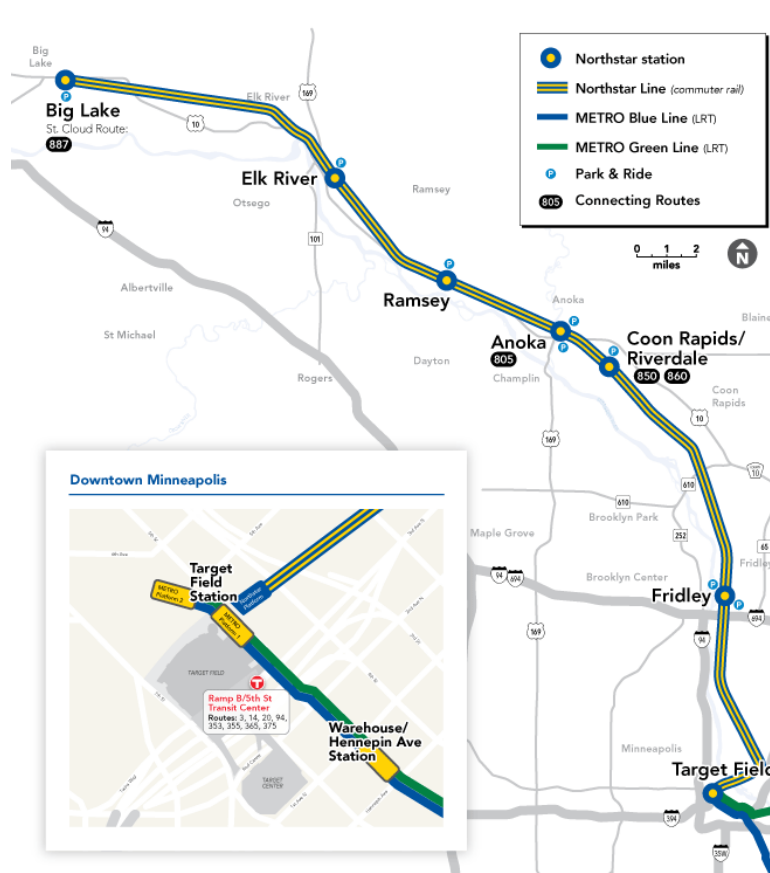 Northstar station
Northstar Line (commuter rail)
METRO Blue Line (LRT)
METRO Green Line (LRT)
P
Park & Ride
805
Connecting Routes
0 1 2
miles
N
Big
Lake
P
Big Lake
St. Cloud Route:
887
Elk River
169
10
P
Elk River
Ramsey
Otsego
101
94
P
Ramsey
Albertville
St Michael
Anoka
P
Blaine
Anoka
805
P
P
Coon Rapids/
Riverdale
850 860
Dayton
Champlin
Rogers
Coon
Rapids
10
169
10
610
610
Brooklyn Park
252
65
Maple Grove
94
694
Brooklyn Center
Fridley
P
Fridley
P
694
169
94
Minneapolis
Target Field
394
35W
Downtown Minneapolis
Target
Field
Station
METRO
Platform 2
Northstar
Platform
METRO
Platform 1
TARGET FIELD
T
Ramp B/5th St
Transit Center
Routes: 3, 14, 20, 94,
353, 355, 365, 375
Warehouse/
Hennepin Ave
Station
TARGET
CENTER